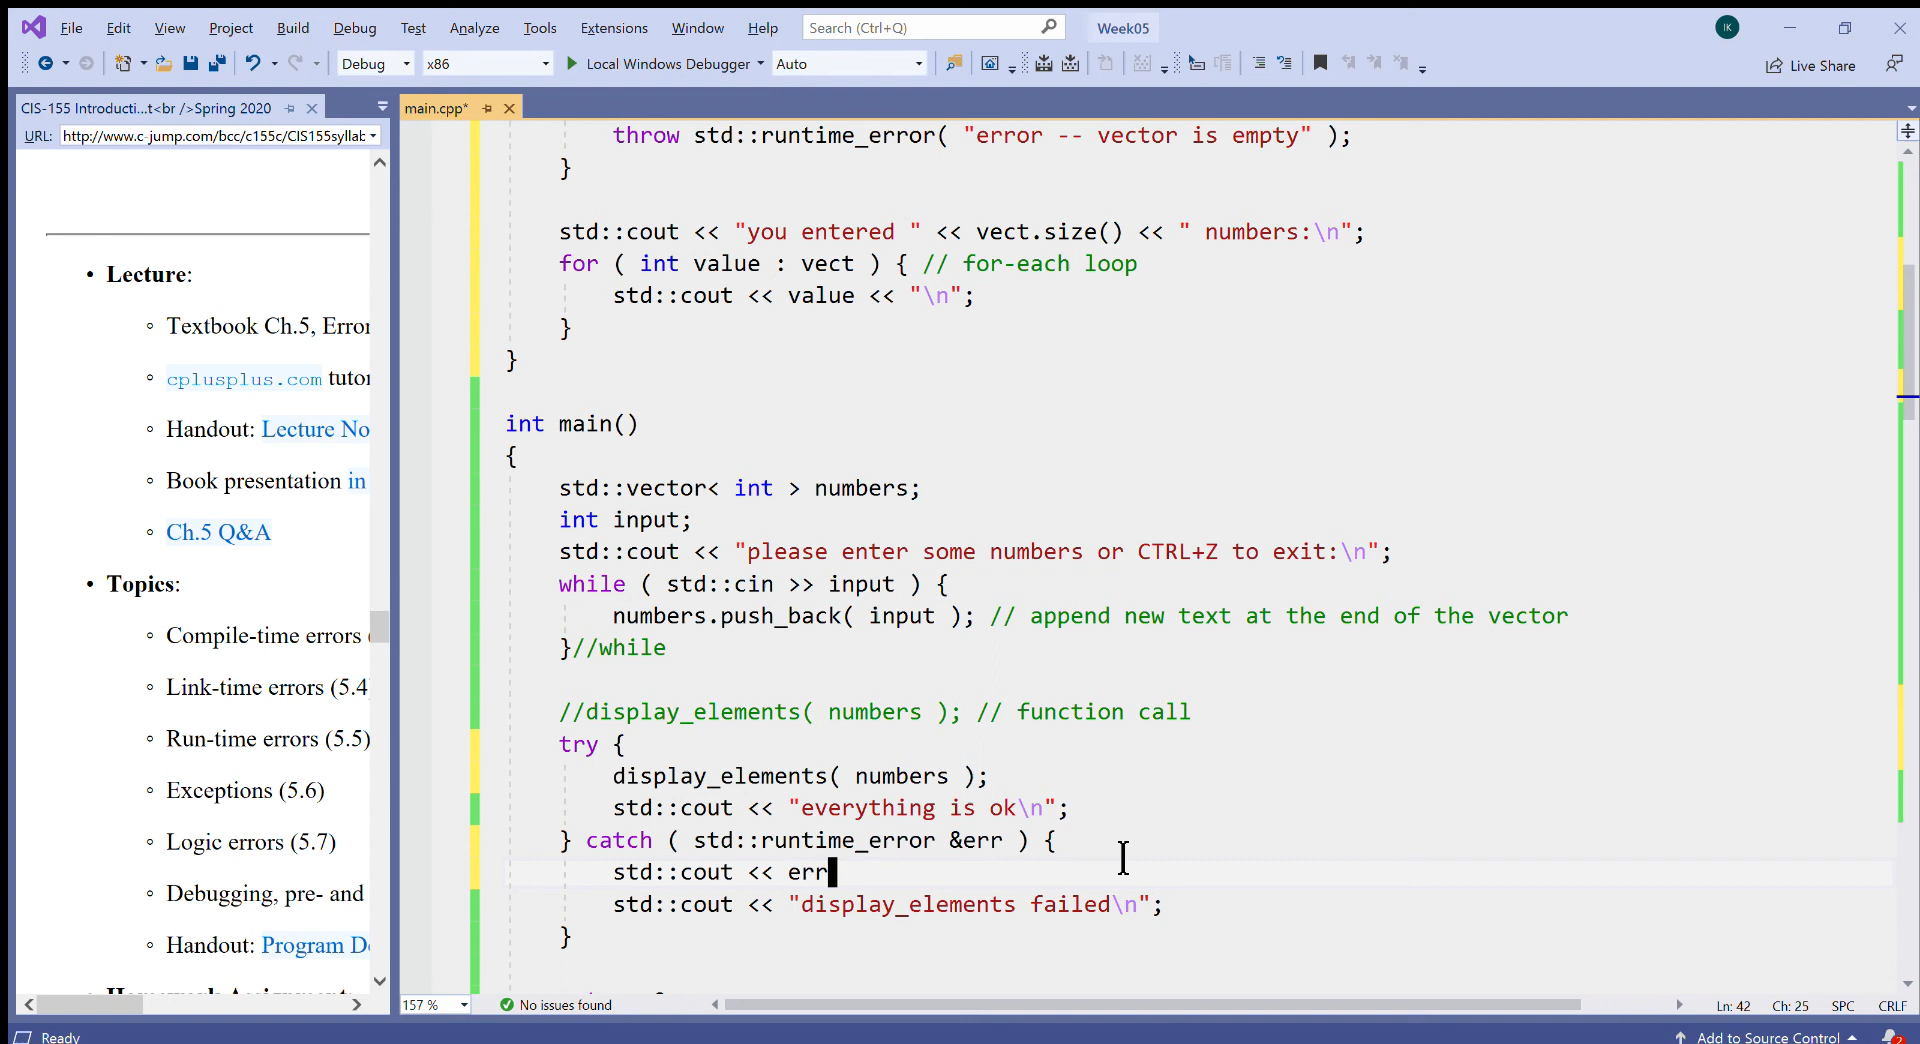 File Edit View Project Build Debug Test Analyze Tools Extensions Window Help Search (Ctrl+Q) Week05 IK
Debug x86 Local Windows Debugger Auto Live Share
CIS-155 Introducti...t<br />Spring 2020
URL: http://www.c-jump.com/bcc/c155c/CIS155syllab
• Lecture:
◦ Textbook Ch.5, Error
◦ cplusplus.com tutor
◦ Handout: Lecture No
◦ Book presentation in
◦ Ch.5 Q&A
• Topics:
◦ Compile-time errors (
◦ Link-time errors (5.4)
◦ Run-time errors (5.5)
◦ Exceptions (5.6)
◦ Logic errors (5.7)
◦ Debugging, pre- and
◦ Handout: Program De
main.cpp*
throw std::runtime_error( "error -- vector is empty" );
}
std::cout << "you entered " << vect.size() << " numbers:\n";
for ( int value : vect ) { // for-each loop
std::cout << value << "\n";
}
}
int main()
{
std::vector< int > numbers;
int input;
std::cout << "please enter some numbers or CTRL+Z to exit:\n";
while ( std::cin >> input ) {
numbers.push_back( input ); // append new text at the end of the vector
}//while
//display_elements( numbers ); // function call
try {
display_elements( numbers );
std::cout << "everything is ok\n";
} catch ( std::runtime_error &err ) {
std::cout << err
std::cout << "display_elements failed\n";
}
157 % No issues found Ln: 42 Ch: 25 SPC CRLF
Ready Add to Source Control 2